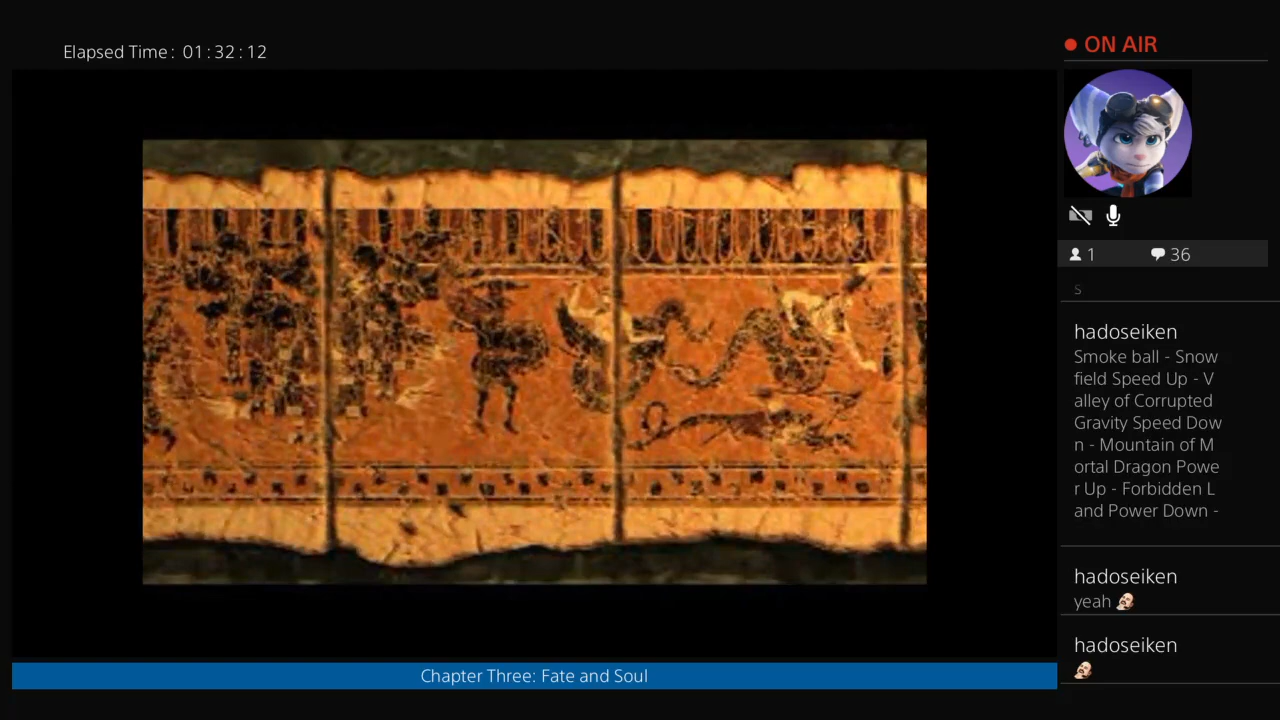 Elapsed Time: 01:32:12
ON AIR
1
36
s
hadoseiken
Smoke ball - Snow
field Speed Up - V
alley of Corrupted
Gravity Speed Dow
n - Mountain of M
ortal Dragon Powe
r Up - Forbidden L
and Power Down -
hadoseiken
yeah
hadoseiken
Chapter Three: Fate and Soul